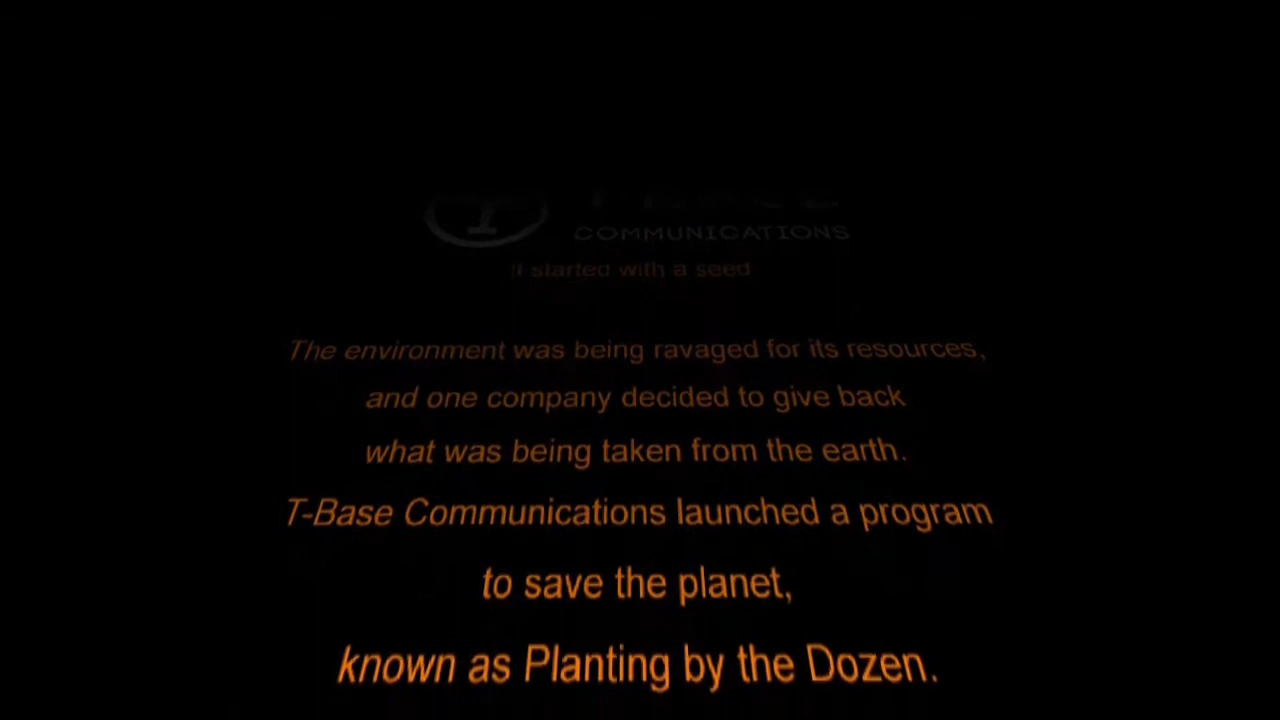 COMMUNICATIONS
It started with a seed
The environment was being ravaged for its resources,
and one company decided to give back
what was being taken from the earth.
T-Base Communications launched a program
to save the planet,
known as Planting by the Dozen.